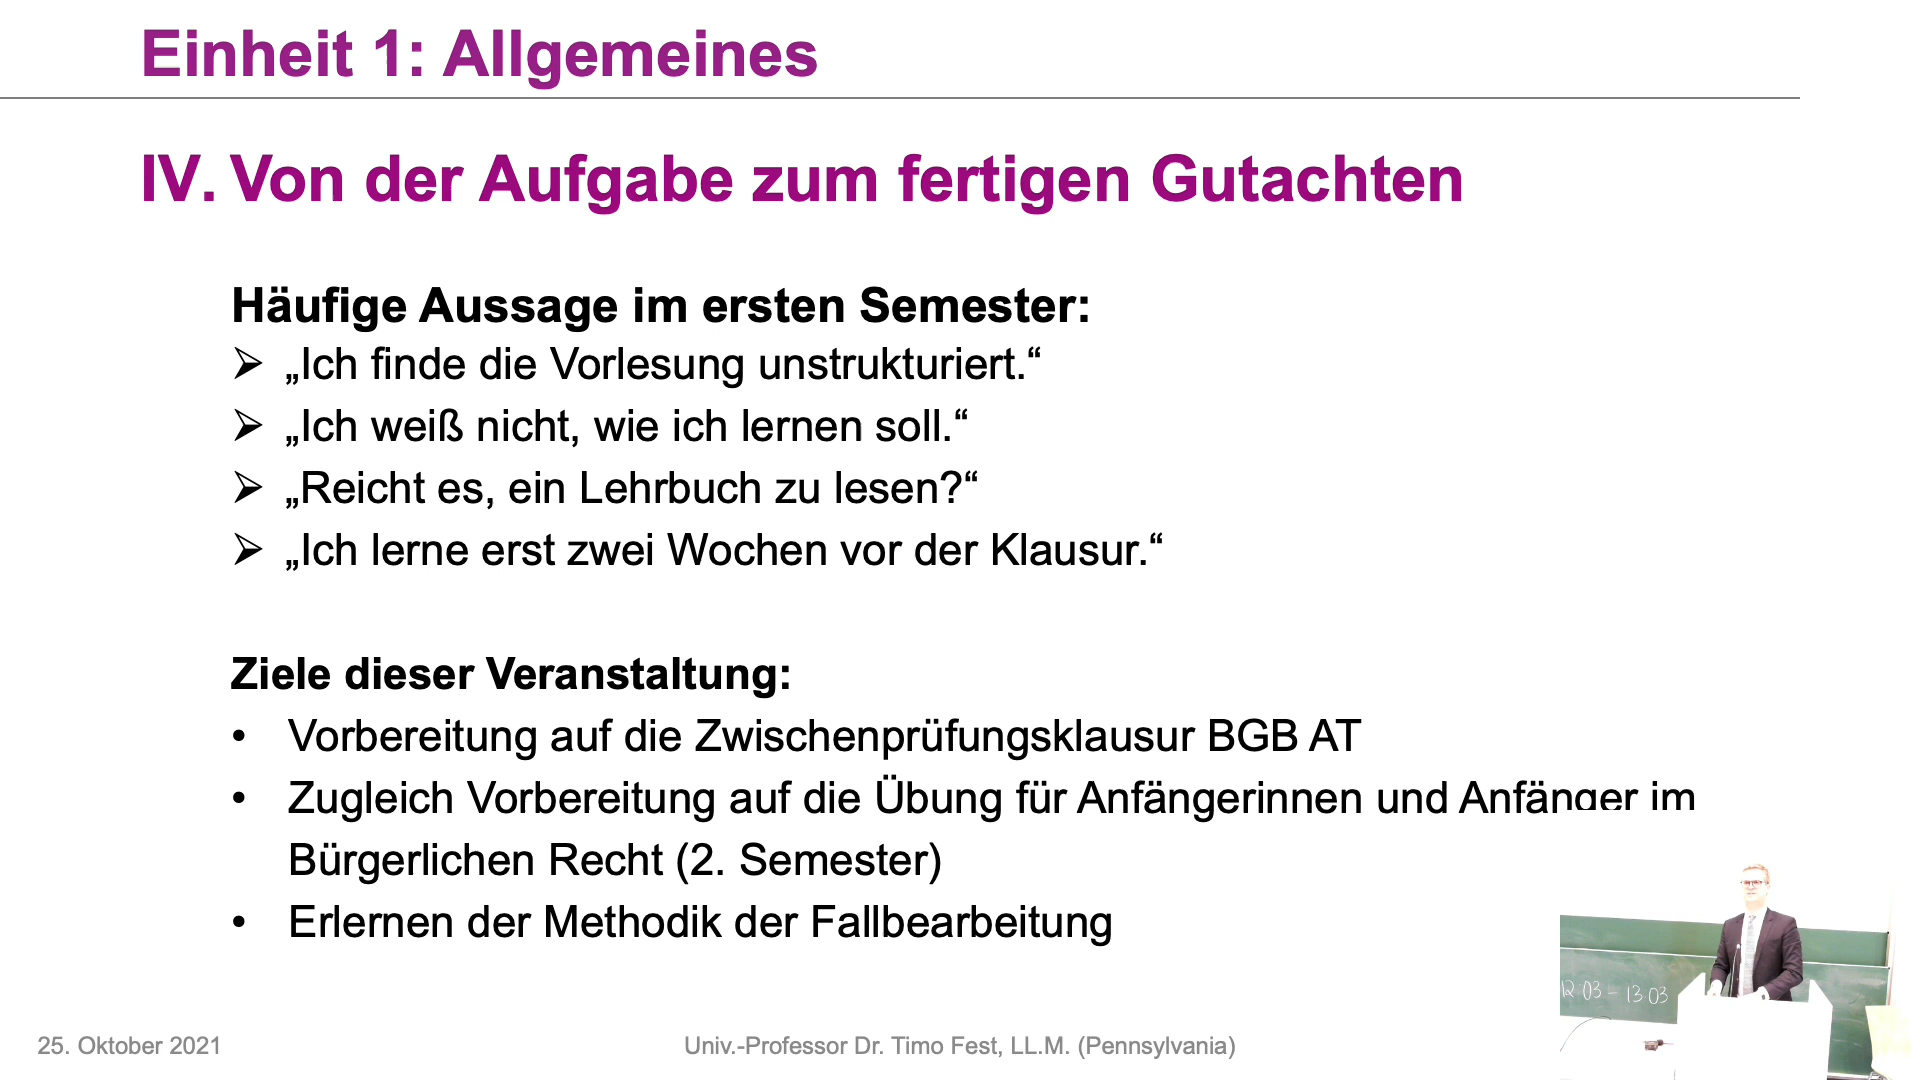 Einheit 1: Allgemeines
IV. Von der Aufgabe zum fertigen Gutachten
Häufige Aussage im ersten Semester:
➢ „Ich finde die Vorlesung unstrukturiert.“
➢ „Ich weiß nicht, wie ich lernen soll.“
➢ „Reicht es, ein Lehrbuch zu lesen?“
➢ „Ich lerne erst zwei Wochen vor der Klausur.“
Ziele dieser Veranstaltung:
• Vorbereitung auf die Zwischenprüfungsklausur BGB AT
• Zugleich Vorbereitung auf die Übung für Anfängerinnen und Anfänger im
Bürgerlichen Recht (2. Semester)
• Erlernen der Methodik der Fallbearbeitung
12 03 – 13.03
25. Oktober 2021
Univ.-Professor Dr. Timo Fest, LL.M. (Pennsylvania)